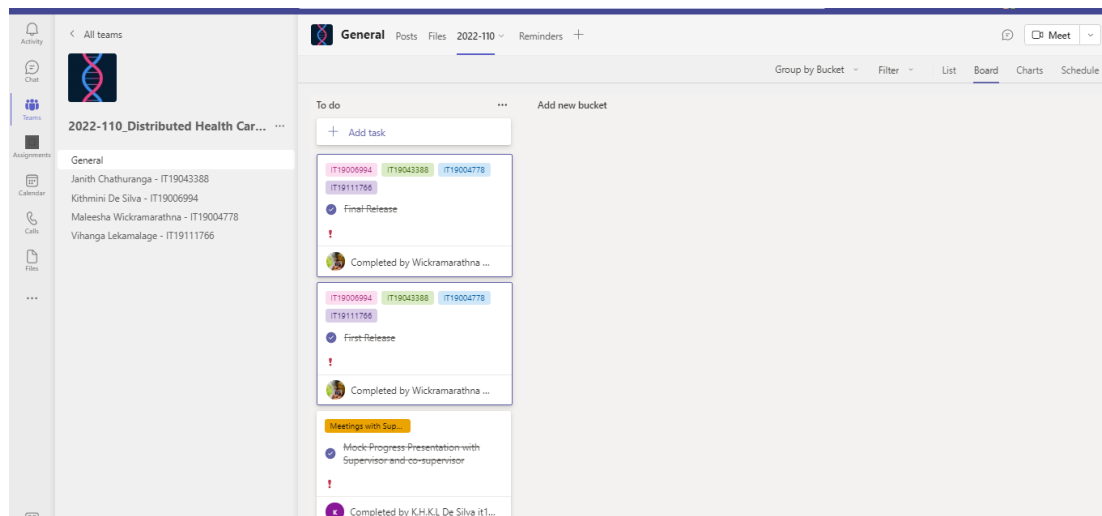 Activity
Chat
Teams
Assignments
Calendar
Calls
Files
All teams
2022-110_Distributed Health Car... ...
General
Janith Chathuranga - IT19043388
Kithmini De Silva - IT19006994
Maleesha Wickramarathna - IT19004778
Vihanga Lekamalage - IT19111766
General Posts Files 2022-110 Reminders + Meet
Group by Bucket Filter List Board Charts Schedule
To do ... Add new bucket
+ Add task
IT19006994 IT19043388 IT19004778
IT19111766
Final Release
!
Completed by Wickramarathna ...
IT19006994 IT19043388 IT19004778
IT19111766
First Release
!
Completed by Wickramarathna ...
Meetings with Sup...
Mock Progress Presentation with
Supervisor and co-supervisor
!
K Completed by K.H.K.L De Silva it1...